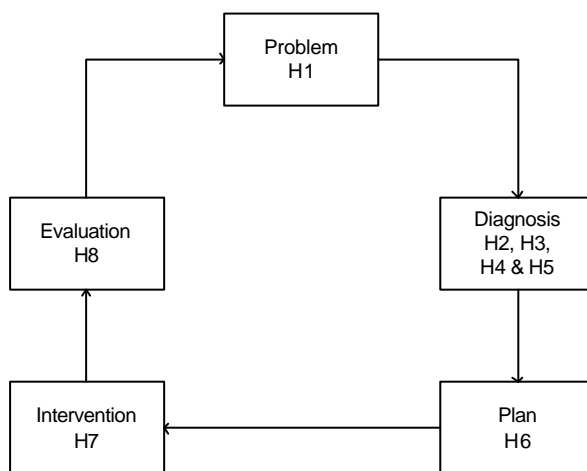 Problem
H1
Diagnosis
H2, H3,
H4 & H5
Plan
H6
Intervention
H7
Evaluation
H8